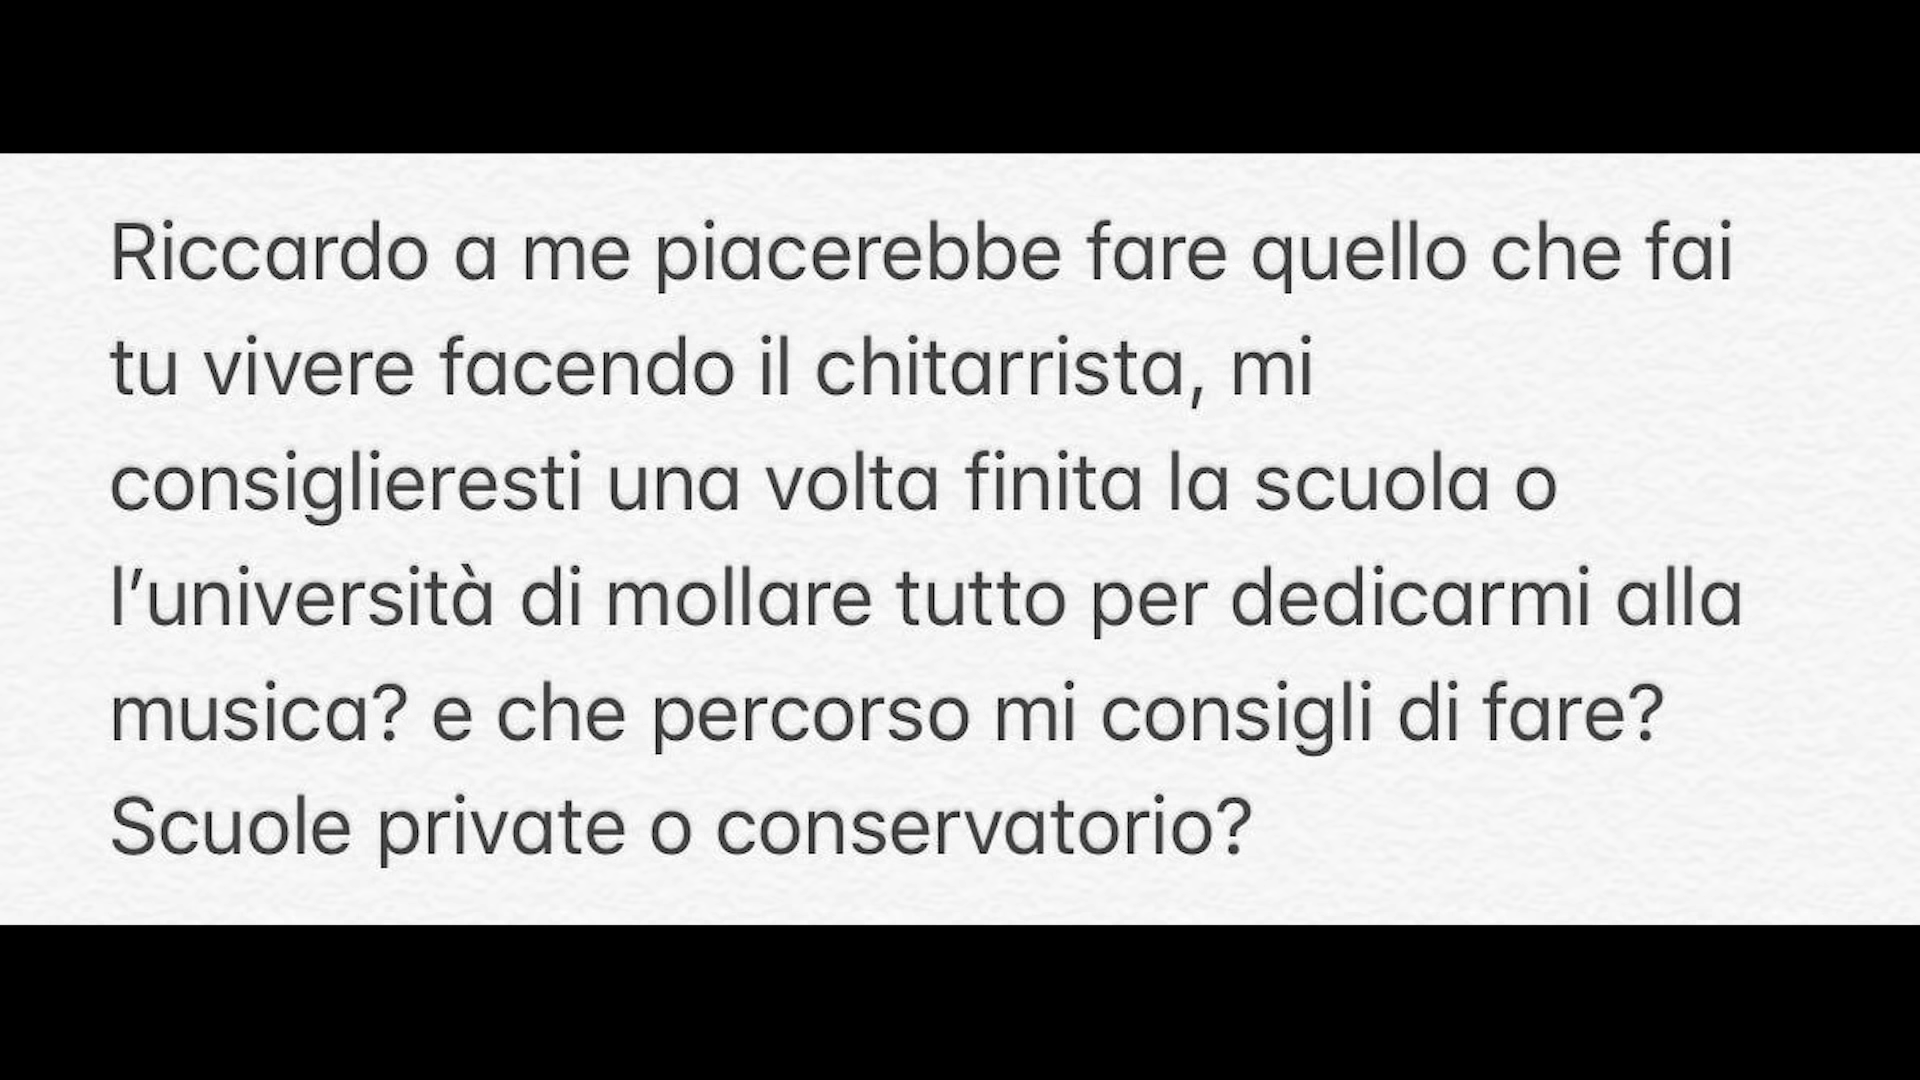 Riccardo a me piacerebbe fare quello che fai
tu vivere facendo il chitarrista, mi
consiglieresti una volta finita la scuola o
l’università di mollare tutto per dedicarmi alla
musica? e che percorso mi consigli di fare?
Scuole private o conservatorio?